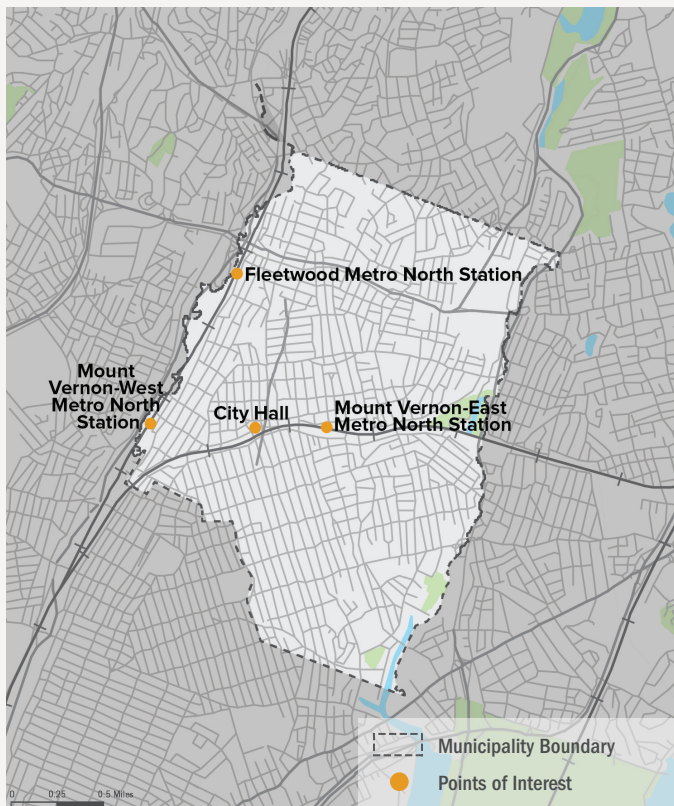 Fleetwood Metro North Station
Mount
Vernon-West
Metro North
Station
City Hall
Mount Vernon-East
Metro North Station
Municipality Boundary
Points of Interest
0 0.25 0.5 Miles